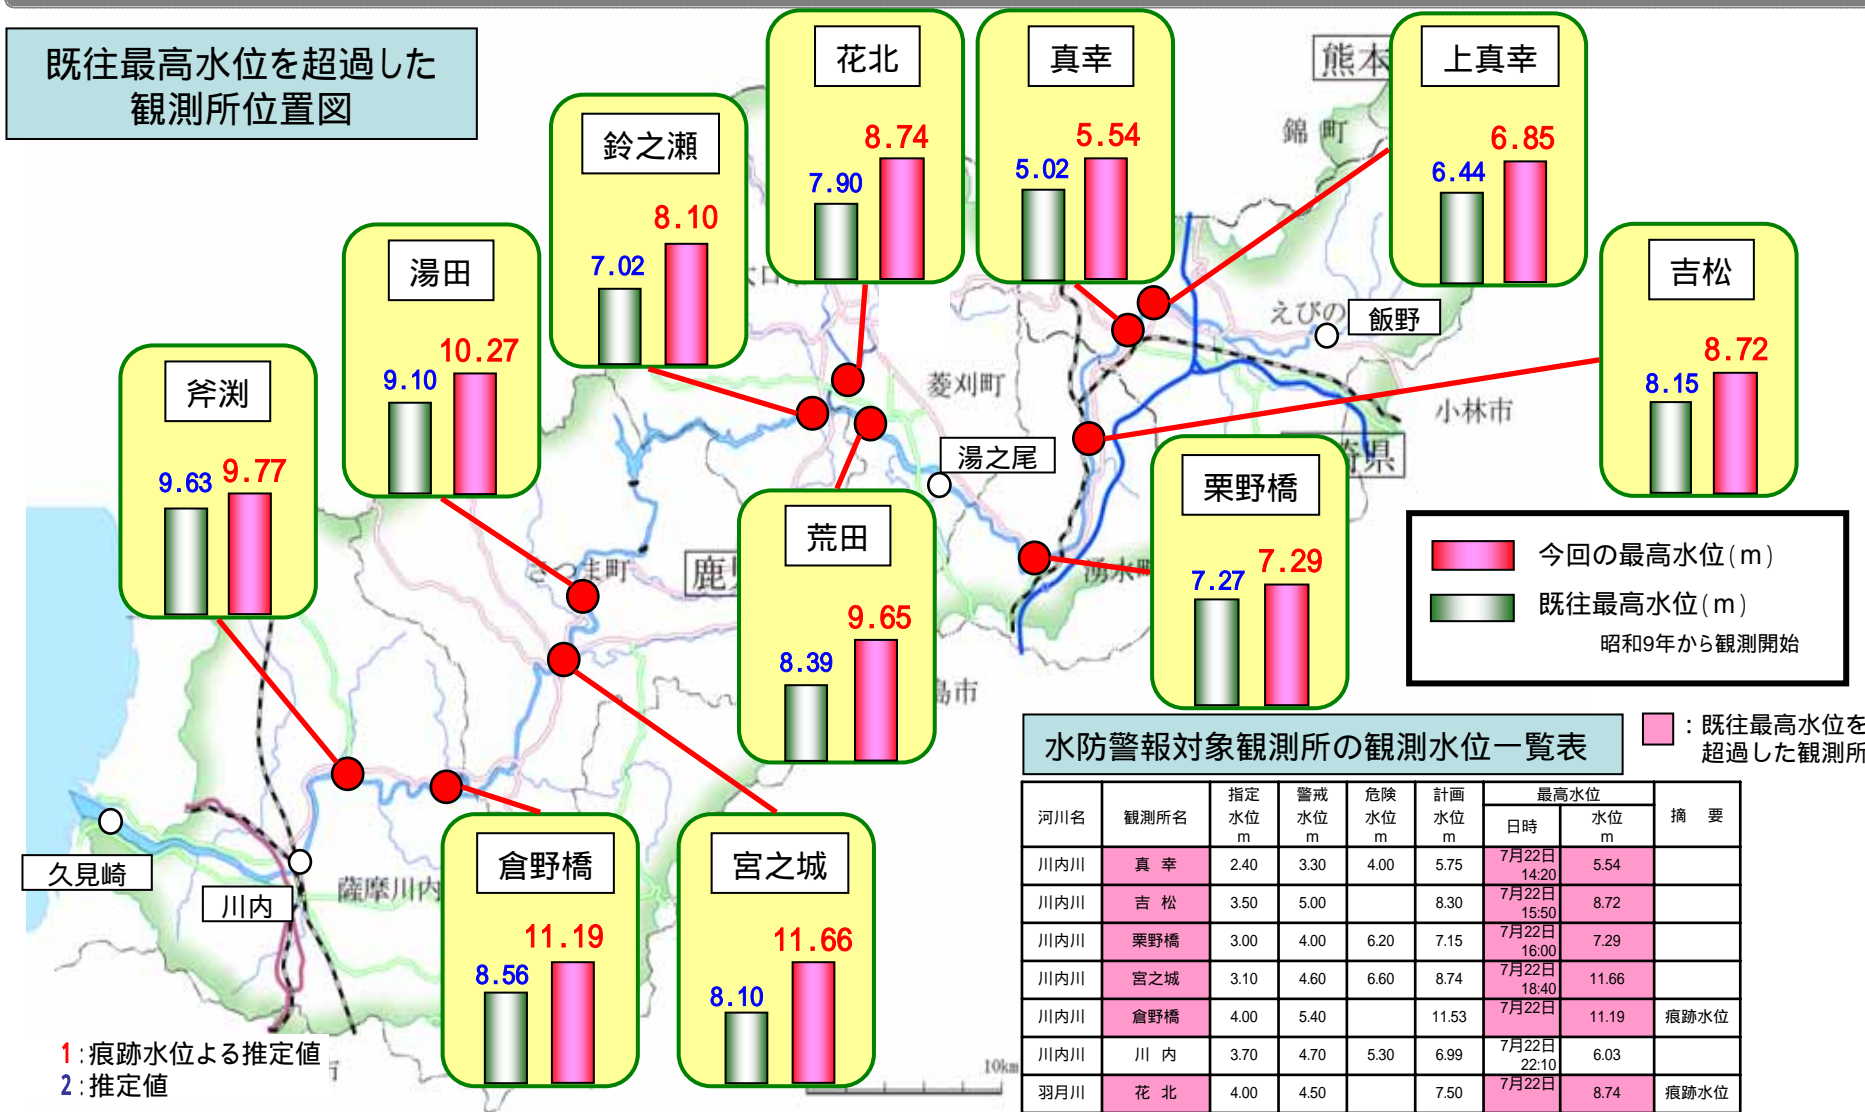 既往最高水位を超過した
観測所位置図
花北
8.74
7.90
真幸
5.54
5.02
上真幸
6.85
6.44
鈴之瀬
8.10
7.02
湯田
10.27
9.10
吉松
8.72
8.15
斧渕
9.77
9.63
荒田
9.65
8.39
栗野橋
7.29
7.27
倉野橋
11.19
8.56
宮之城
11.66
8.10
熊本
錦町
えびの
飯野
菱刈町
小林市
湯之尾
崎県
湧水町
さつま町
鹿児
島市
久見崎
川内
薩摩川内
市
10km
今回の最高水位(m)
既往最高水位(m)
昭和9年から観測開始
1:痕跡水位よる推定値
2:推定値
水防警報対象観測所の観測水位一覧表
:既往最高水位を
超過した観測所
河川名 観測所名 指定水位m 警戒水位m 危険水位m 計画水位m 最高水位 日時 水位m 摘 要
川内川 真 幸 2.40 3.30 4.00 5.75 7月22日 14:20 5.54
川内川 吉 松 3.50 5.00 8.30 7月22日 15:50 8.72
川内川 栗野橋 3.00 4.00 6.20 7.15 7月22日 16:00 7.29
川内川 宮之城 3.10 4.60 6.60 8.74 7月22日 18:40 11.66
川内川 倉野橋 4.00 5.40 11.53 7月22日 11.19 痕跡水位
川内川 川 内 3.70 4.70 5.30 6.99 7月22日 22:10 6.03
羽月川 花 北 4.00 4.50 7.50 7月22日 8.74 痕跡水位